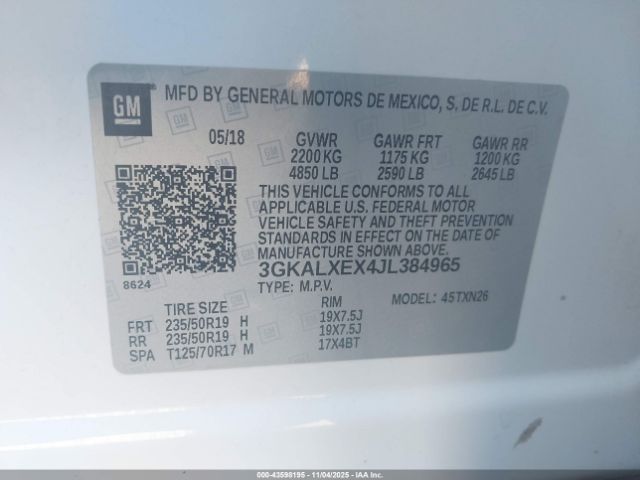 GM
MFD BY GENERAL MOTORS DE MEXICO, S. DE R.L. DE C.V.
05/18 GVWR GAWR FRT GAWR RR
2200 KG 1175 KG 1200 KG
4850 LB 2590 LB 2645 LB
THIS VEHICLE CONFORMS TO ALL
APPLICABLE U.S. FEDERAL MOTOR
VEHICLE SAFETY AND THEFT PREVENTION
STANDARDS IN EFFECT ON THE DATE OF
MANUFACTURE SHOWN ABOVE.
3GKALXEX4JL384965
8624
TYPE: M.P.V. MODEL: 45TXN26
TIRE SIZE RIM
FRT 235/50R19 H 19X7.5J
RR 235/50R19 H 19X7.5J
SPA T125/70R17 M 17X4BT
000-43598195 - 11/04/2025 - IAAI.COM